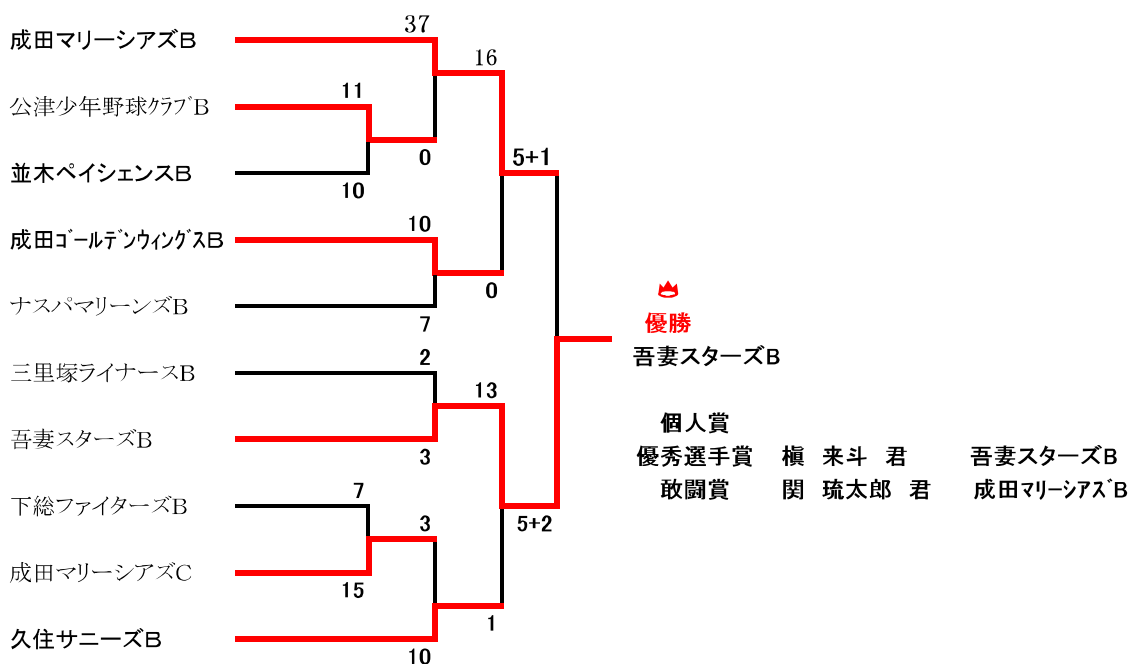 37
成田マリーシアズB
16
11
公津少年野球ｸﾗﾌﾞB
0
5+1
並木ペイシェンスB
10
10
成田ｺﾞｰﾙﾃﾞﾝｳｨﾝｸﾞｽB
0
優勝
ナスパマリーンズB
7
吾妻スターズB
2
三里塚ライナースB
13
個人賞
吾妻スターズB
3
優秀選手賞 槇 来斗 君 吾妻スターズB
7
敢闘賞 関 琉太郎 君 成田ﾏﾘｰｼｱｽﾞB
下総ファイターズB
3
5+2
成田マリーシアズC
15
1
久住サニーズB
10